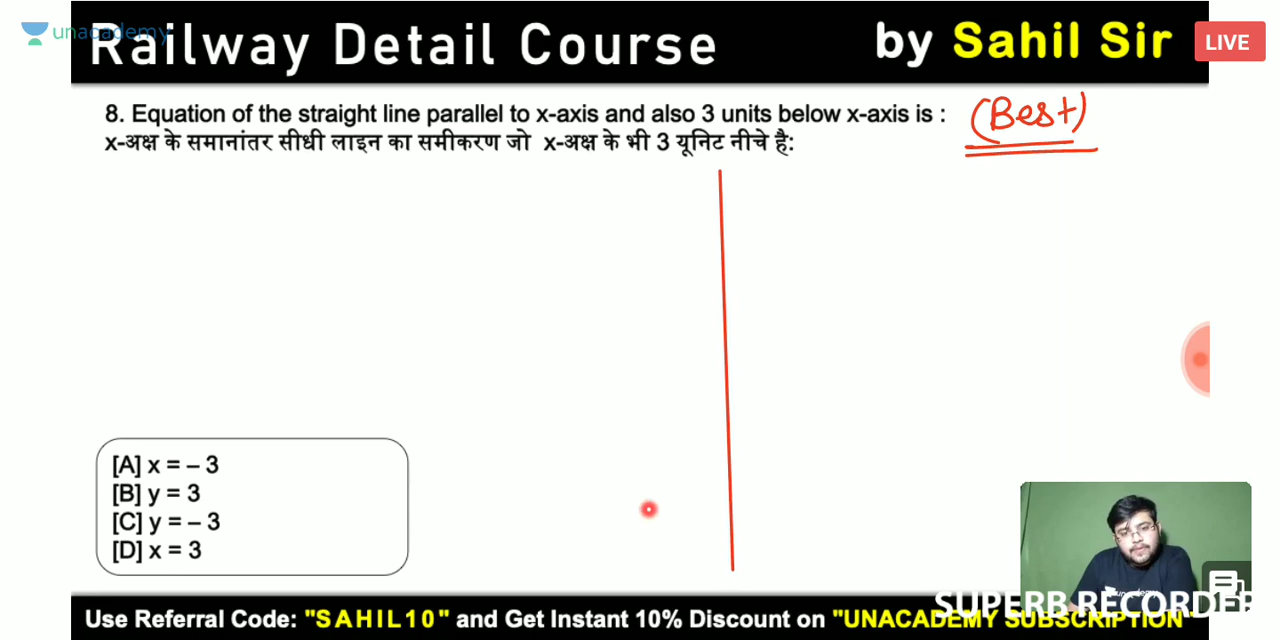 unacademy
Railway Detail Course by Sahil Sir LIVE
8. Equation of the straight line parallel to x-axis and also 3 units below x-axis is : (Best)
x-अक्ष के समानांतर सीधी लाइन का समीकरण जो x-अक्ष के भी 3 यूनिट नीचे है:
[A] x = – 3
[B] y = 3
[C] y = – 3
[D] x = 3
unacademy
SUPERB RECORDER
Use Referral Code: "SAHIL10" and Get Instant 10% Discount on "UNACADEMY SUBSCRIPTION"